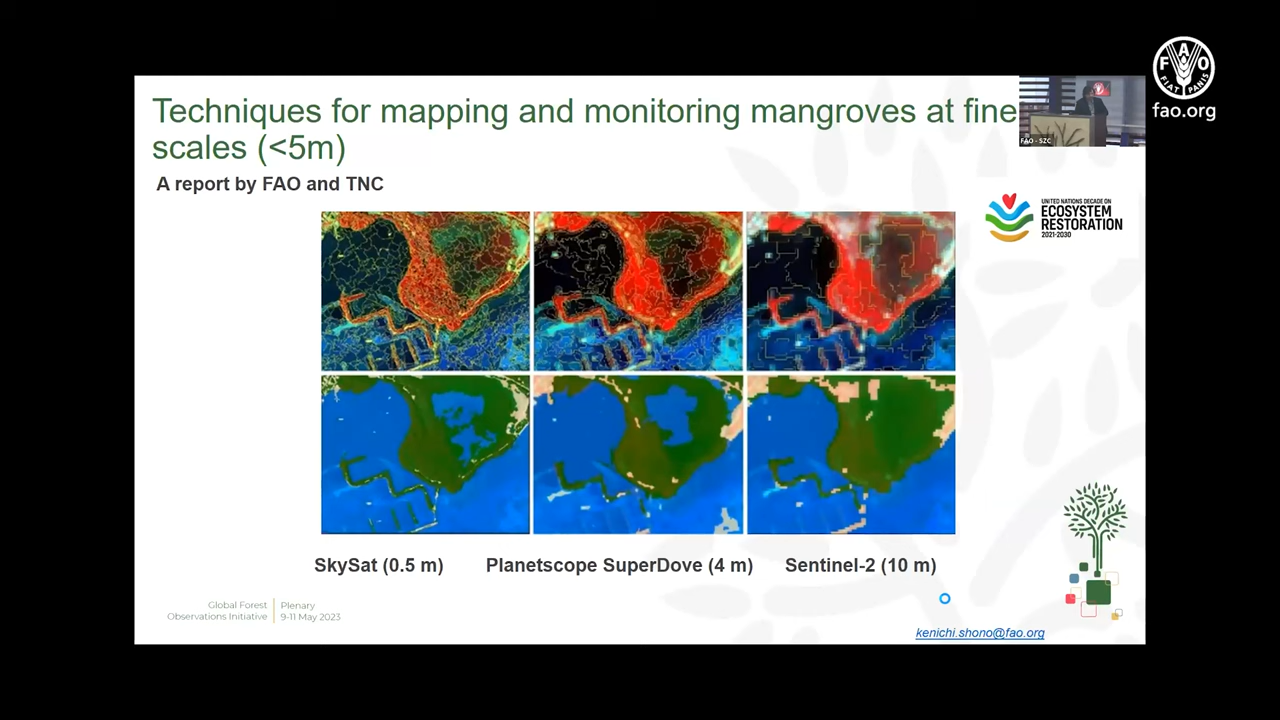 Techniques for mapping and monitoring mangroves at fine
scales (<5m)
A report by FAO and TNC
FAO - SZC
F A O
FIAT PANIS
fao.org
UNITED NATIONS DECADE ON
ECOSYSTEM
RESTORATION
2021-2030
SkySat (0.5 m)
Planetscope SuperDove (4 m)
Sentinel-2 (10 m)
Global Forest
Observations Initiative
Plenary
9-11 May 2023
kenichi.shono@fao.org